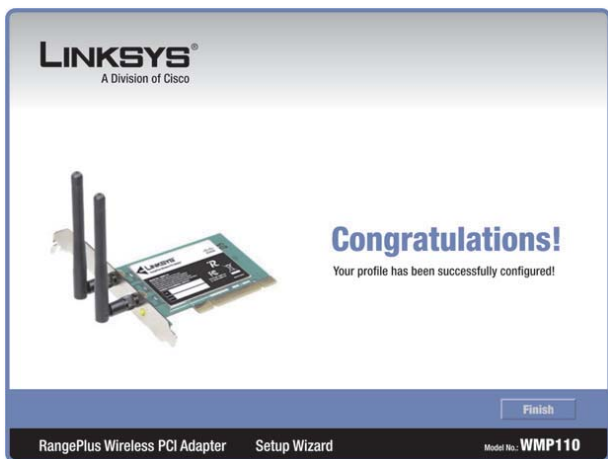 LINKSYS®
A Division of Cisco
LINKSYS
Congratulations!
Your profile has been successfully configured!
Finish
RangePlus Wireless PCI Adapter Setup Wizard Model No.: WMP110